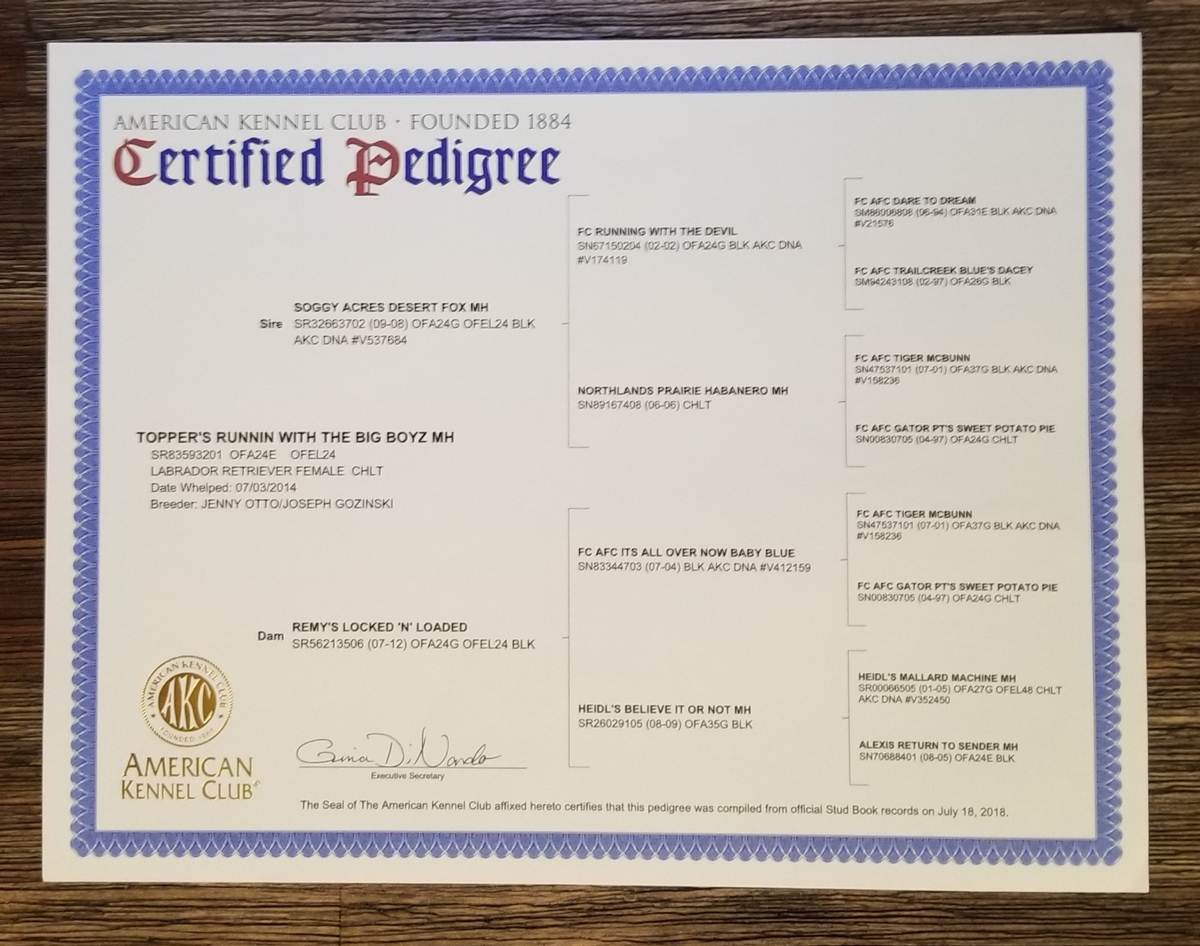 AMERICAN KENNEL CLUB · FOUNDED 1884
Certified Pedigree
FC AFC DARE TO DREAM
SM86006808 (06-94) OFA31E BLK AKC DNA
#V21576
FC RUNNING WITH THE DEVIL
SN67150204 (02-02) OFA24G BLK AKC DNA
#V174119
FC AFC TRAILCREEK BLUE'S DACEY
SM94243108 (02-97) OFA26G BLK
SOGGY ACRES DESERT FOX MH
Sire SR32663702 (09-08) OFA24G OFEL24 BLK
AKC DNA #V537684
FC AFC TIGER MCBUNN
SN47537101 (07-01) OFA37G BLK AKC DNA
#V158236
NORTHLANDS PRAIRIE HABANERO MH
SN89167408 (06-06) CHLT
FC AFC GATOR PT'S SWEET POTATO PIE
SN00830705 (04-97) OFA24G CHLT
TOPPER'S RUNNIN WITH THE BIG BOYZ MH
SR83593201 OFA24E OFEL24
LABRADOR RETRIEVER FEMALE CHLT
Date Whelped: 07/03/2014
Breeder: JENNY OTTO/JOSEPH GOZINSKI
FC AFC TIGER MCBUNN
SN47537101 (07-01) OFA37G BLK AKC DNA
#V158236
FC AFC ITS ALL OVER NOW BABY BLUE
SN83344703 (07-04) BLK AKC DNA #V412159
FC AFC GATOR PT'S SWEET POTATO PIE
SN00830705 (04-97) OFA24G CHLT
REMY'S LOCKED 'N' LOADED
Dam SR56213506 (07-12) OFA24G OFEL24 BLK
HEIDL'S MALLARD MACHINE MH
SR00066505 (01-05) OFA27G OFEL48 CHLT
AKC DNA #V352450
HEIDL'S BELIEVE IT OR NOT MH
SR26029105 (08-09) OFA35G BLK
ALEXIS RETURN TO SENDER MH
SN70688401 (08-05) OFA24E BLK
AMERICAN KENNEL CLUB
AKC
FOUNDED 1884
AMERICAN
KENNEL CLUB
Gina DiNardo
Executive Secretary
The Seal of The American Kennel Club affixed hereto certifies that this pedigree was compiled from official Stud Book records on July 18, 2018.